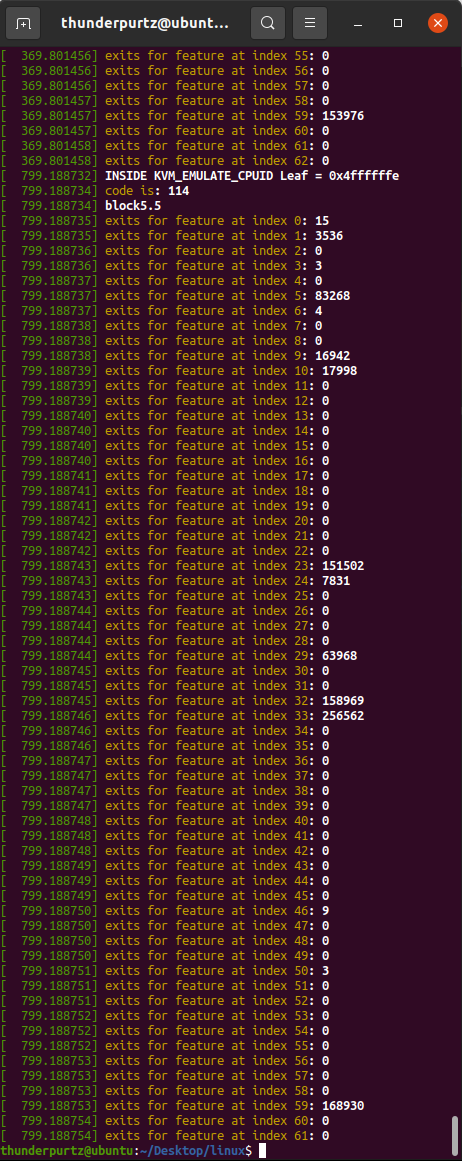 thunderpurtz@ubunt...
[  369.801456] exits for feature at index 55: 0
[  369.801456] exits for feature at index 56: 0
[  369.801456] exits for feature at index 57: 0
[  369.801457] exits for feature at index 58: 0
[  369.801457] exits for feature at index 59: 153976
[  369.801457] exits for feature at index 60: 0
[  369.801458] exits for feature at index 61: 0
[  369.801458] exits for feature at index 62: 0
[  799.188732] INSIDE KVM_EMULATE_CPUID Leaf = 0x4ffffffe
[  799.188734] code is: 114
[  799.188734] block5.5
[  799.188735] exits for feature at index 0: 15
[  799.188735] exits for feature at index 1: 3536
[  799.188736] exits for feature at index 2: 0
[  799.188736] exits for feature at index 3: 3
[  799.188737] exits for feature at index 4: 0
[  799.188737] exits for feature at index 5: 83268
[  799.188737] exits for feature at index 6: 4
[  799.188738] exits for feature at index 7: 0
[  799.188738] exits for feature at index 8: 0
[  799.188738] exits for feature at index 9: 16942
[  799.188739] exits for feature at index 10: 17998
[  799.188739] exits for feature at index 11: 0
[  799.188739] exits for feature at index 12: 0
[  799.188740] exits for feature at index 13: 0
[  799.188740] exits for feature at index 14: 0
[  799.188740] exits for feature at index 15: 0
[  799.188740] exits for feature at index 16: 0
[  799.188741] exits for feature at index 17: 0
[  799.188741] exits for feature at index 18: 0
[  799.188741] exits for feature at index 19: 0
[  799.188742] exits for feature at index 20: 0
[  799.188742] exits for feature at index 21: 0
[  799.188742] exits for feature at index 22: 0
[  799.188743] exits for feature at index 23: 151502
[  799.188743] exits for feature at index 24: 7831
[  799.188743] exits for feature at index 25: 0
[  799.188744] exits for feature at index 26: 0
[  799.188744] exits for feature at index 27: 0
[  799.188744] exits for feature at index 28: 0
[  799.188744] exits for feature at index 29: 63968
[  799.188745] exits for feature at index 30: 0
[  799.188745] exits for feature at index 31: 0
[  799.188745] exits for feature at index 32: 158969
[  799.188746] exits for feature at index 33: 256562
[  799.188746] exits for feature at index 34: 0
[  799.188746] exits for feature at index 35: 0
[  799.188747] exits for feature at index 36: 0
[  799.188747] exits for feature at index 37: 0
[  799.188747] exits for feature at index 38: 0
[  799.188747] exits for feature at index 39: 0
[  799.188748] exits for feature at index 40: 0
[  799.188748] exits for feature at index 41: 0
[  799.188748] exits for feature at index 42: 0
[  799.188749] exits for feature at index 43: 0
[  799.188749] exits for feature at index 44: 0
[  799.188749] exits for feature at index 45: 0
[  799.188750] exits for feature at index 46: 9
[  799.188750] exits for feature at index 47: 0
[  799.188750] exits for feature at index 48: 0
[  799.188750] exits for feature at index 49: 0
[  799.188751] exits for feature at index 50: 3
[  799.188751] exits for feature at index 51: 0
[  799.188751] exits for feature at index 52: 0
[  799.188752] exits for feature at index 53: 0
[  799.188752] exits for feature at index 54: 0
[  799.188752] exits for feature at index 55: 0
[  799.188753] exits for feature at index 56: 0
[  799.188753] exits for feature at index 57: 0
[  799.188753] exits for feature at index 58: 0
[  799.188753] exits for feature at index 59: 168930
[  799.188754] exits for feature at index 60: 0
[  799.188754] exits for feature at index 61: 0
thunderpurtz@ubuntu:~/Desktop/linux$